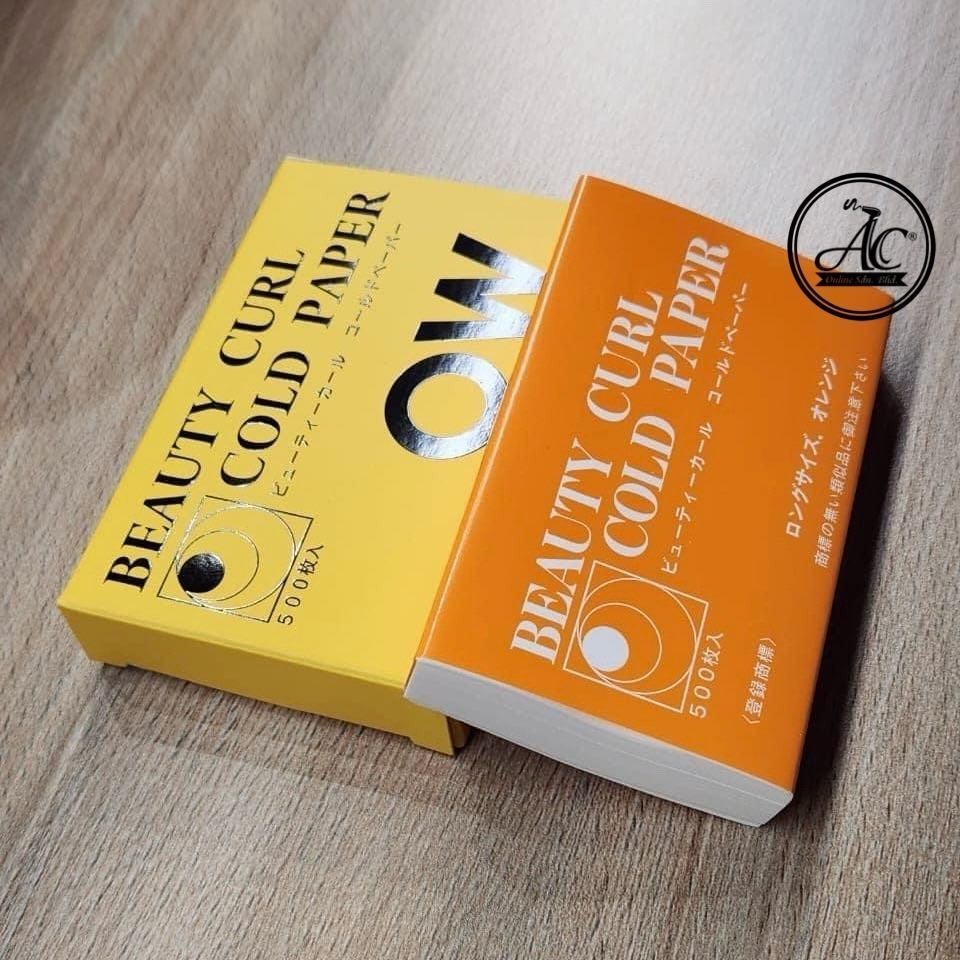 BEAUTY CURL
COLD PAPER
ビューティーカール コールドペーパー
OW
500枚入
BEAUTY CURL
COLD PAPER
ビューティーカール コールドペーパー
500枚入
ロングサイズ、オレンジ
商標の無い類似品に御注意下さい
〈登録商標〉
AC®
Online Sdn. Bhd.